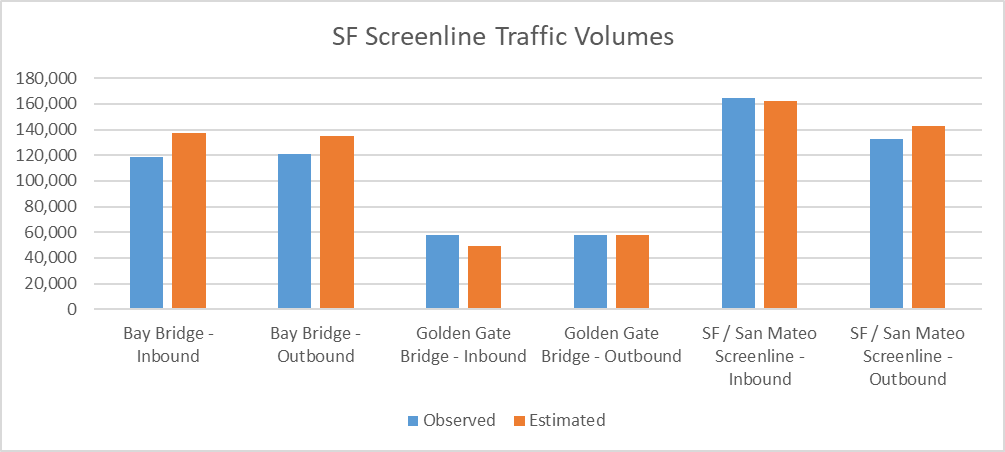 SF Screenline Traffic Volumes
180,000
160,000
140,000
120,000
100,000
80,000
60,000
40,000
20,000
0
Bay Bridge -
Inbound
Bay Bridge -
Outbound
Golden Gate
Bridge - Inbound
Golden Gate
Bridge - Outbound
SF / San Mateo
Screenline -
Inbound
SF / San Mateo
Screenline -
Outbound
Observed
Estimated